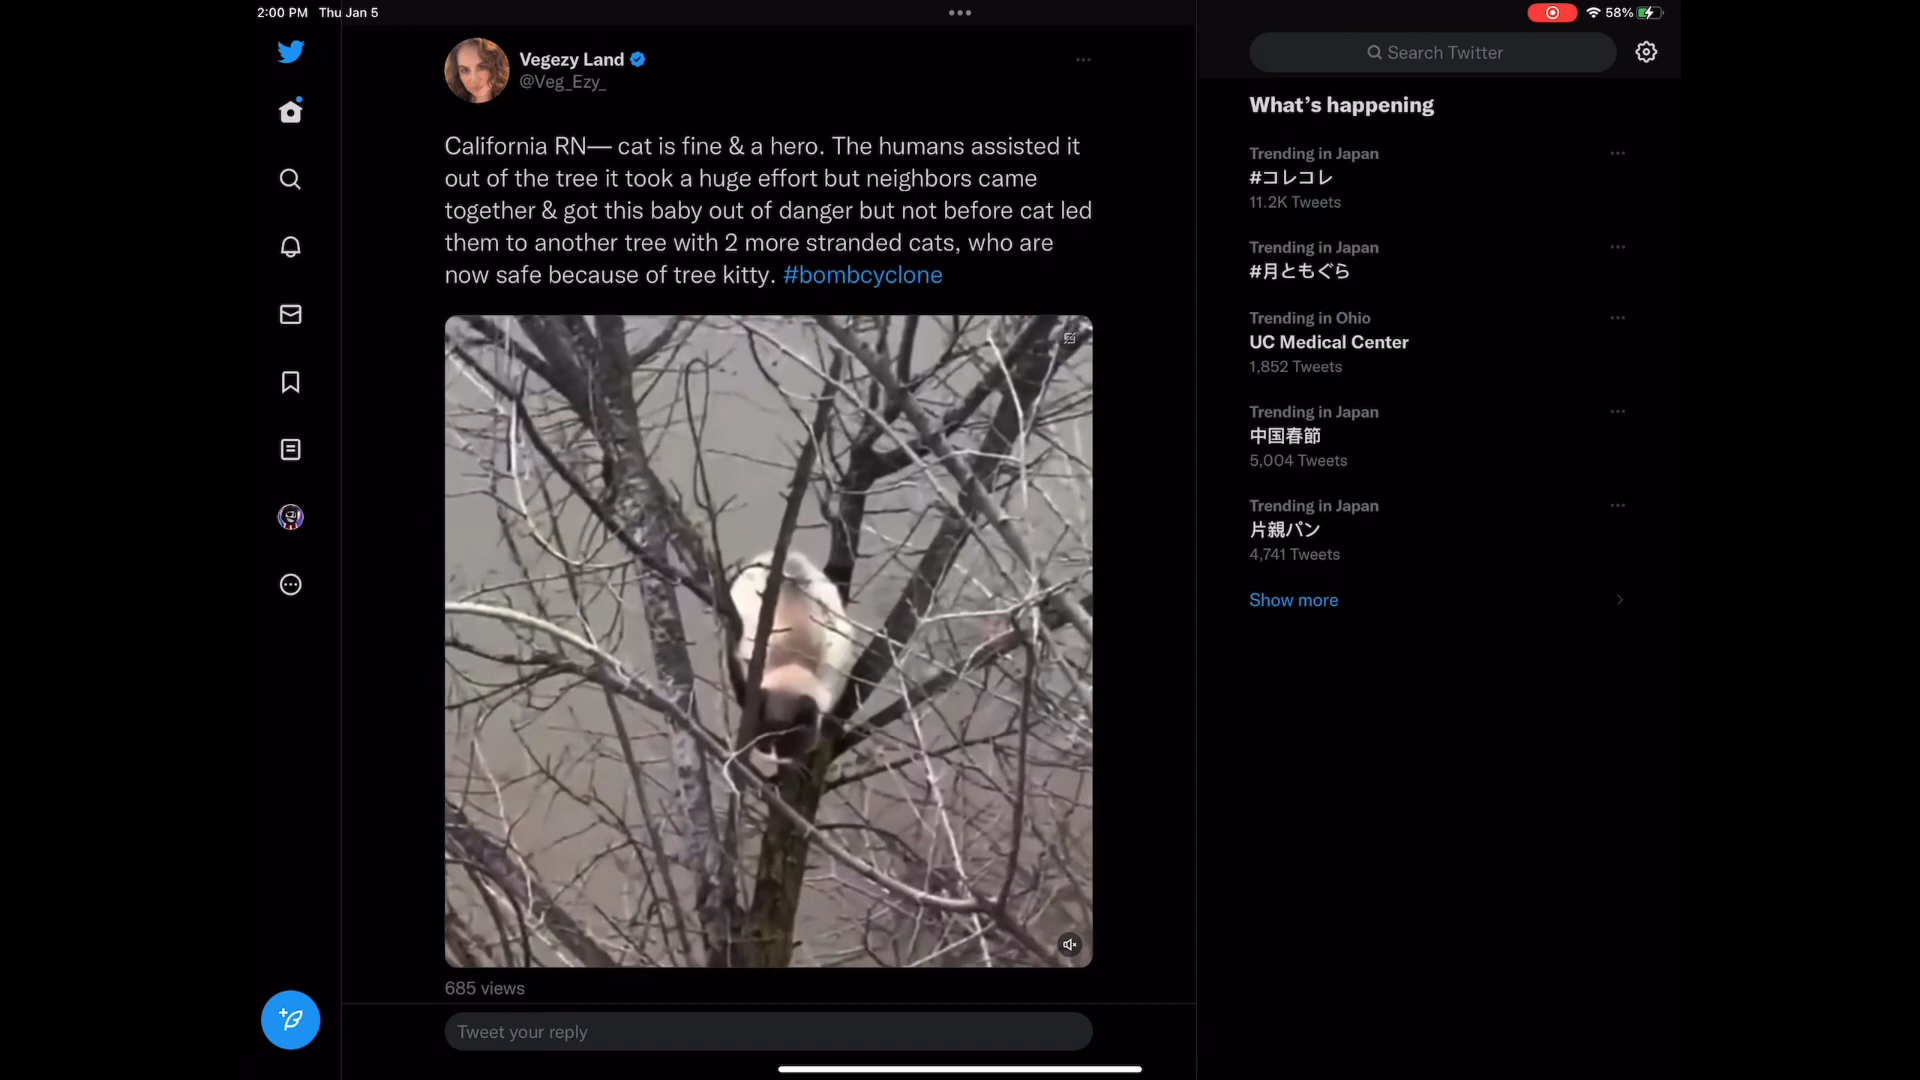 2:00 PM Thu Jan 5
58%
Vegezy Land
@Veg_Ezy_
California RN— cat is fine & a hero. The humans assisted it
out of the tree it took a huge effort but neighbors came
together & got this baby out of danger but not before cat led
them to another tree with 2 more stranded cats, who are
now safe because of tree kitty. #bombcyclone
685 views
Tweet your reply
Search Twitter
What’s happening
Trending in Japan
#コレコレ
11.2K Tweets
Trending in Japan
#月ともぐら
Trending in Ohio
UC Medical Center
1,852 Tweets
Trending in Japan
中国春節
5,004 Tweets
Trending in Japan
片親パン
4,741 Tweets
Show more